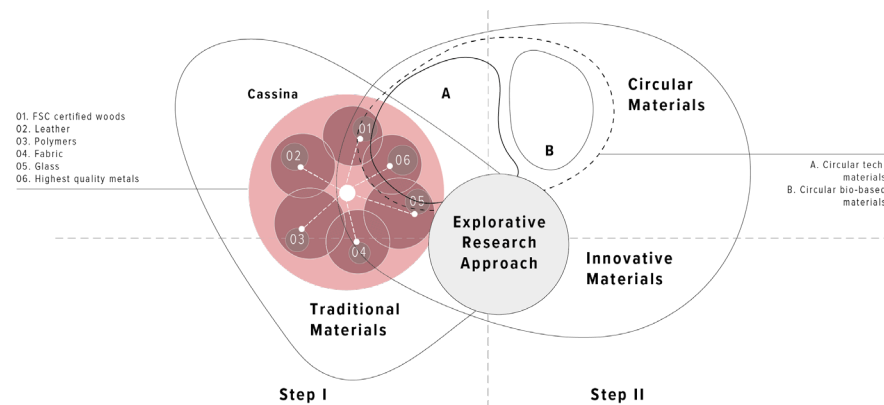 Cassina
01. FSC certified woods
02. Leather
03. Polymers
04. Fabric
05. Glass
06. Highest quality metals
01
02
06
05
03
04
A
B
Circular
Materials
A. Circular tech
materials
B. Circular bio-based
materials
Explorative
Research
Approach
Innovative
Materials
Traditional
Materials
Step I
Step II